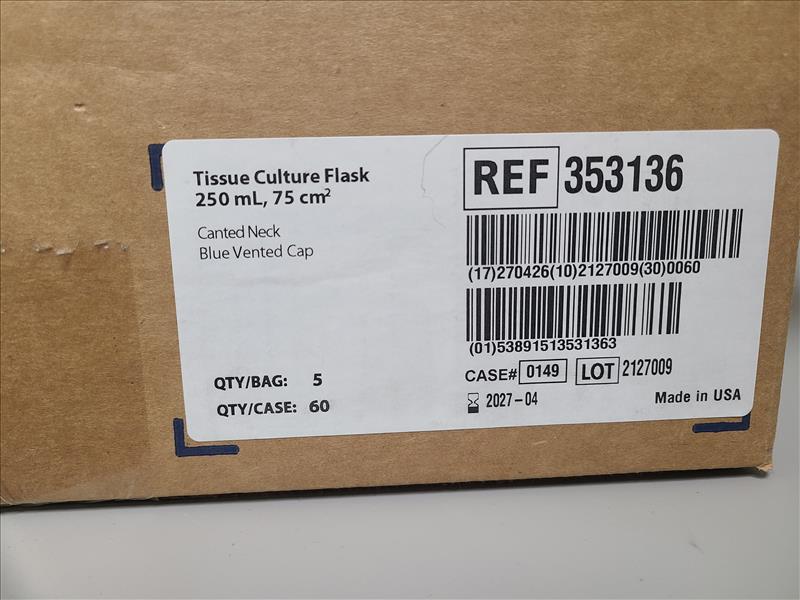 Tissue Culture Flask
250 mL, 75 cm²
Canted Neck
Blue Vented Cap
QTY/BAG: 5
QTY/CASE: 60
REF 353136
(17)270426(10)2127009(30)0060
(01)53891513531363
CASE# 0149 LOT 2127009
2027-04
Made in USA